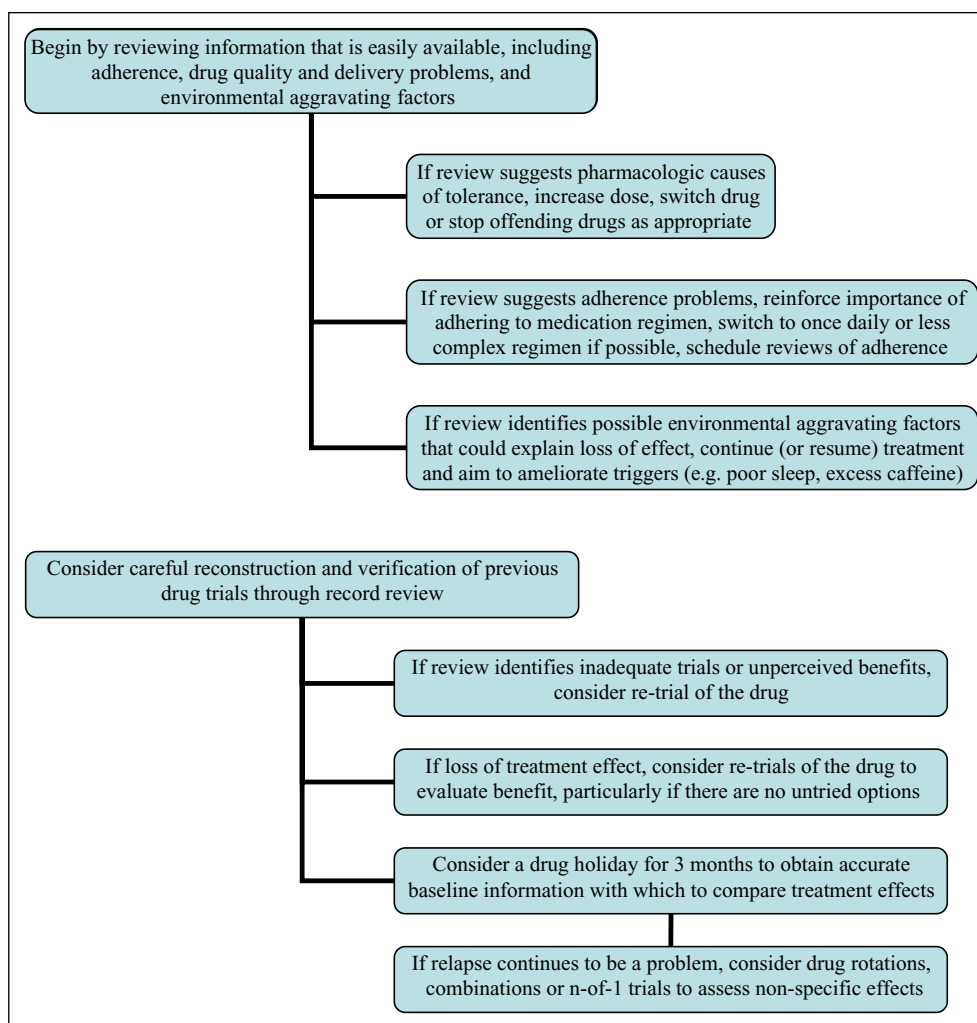 Begin by reviewing information that is easily available, including
adherence, drug quality and delivery problems, and
environmental aggravating factors
If review suggests pharmacologic causes
of tolerance, increase dose, switch drug
or stop offending drugs as appropriate
If review suggests adherence problems, reinforce importance of
adhering to medication regimen, switch to once daily or less
complex regimen if possible, schedule reviews of adherence
If review identifies possible environmental aggravating factors
that could explain loss of effect, continue (or resume) treatment
and aim to ameliorate triggers (e.g. poor sleep, excess caffeine)
Consider careful reconstruction and verification of previous
drug trials through record review
If review identifies inadequate trials or unperceived benefits,
consider re-trial of the drug
If loss of treatment effect, consider re-trials of the drug to
evaluate benefit, particularly if there are no untried options
Consider a drug holiday for 3 months to obtain accurate
baseline information with which to compare treatment effects
If relapse continues to be a problem, consider drug rotations,
combinations or n-of-1 trials to assess non-specific effects